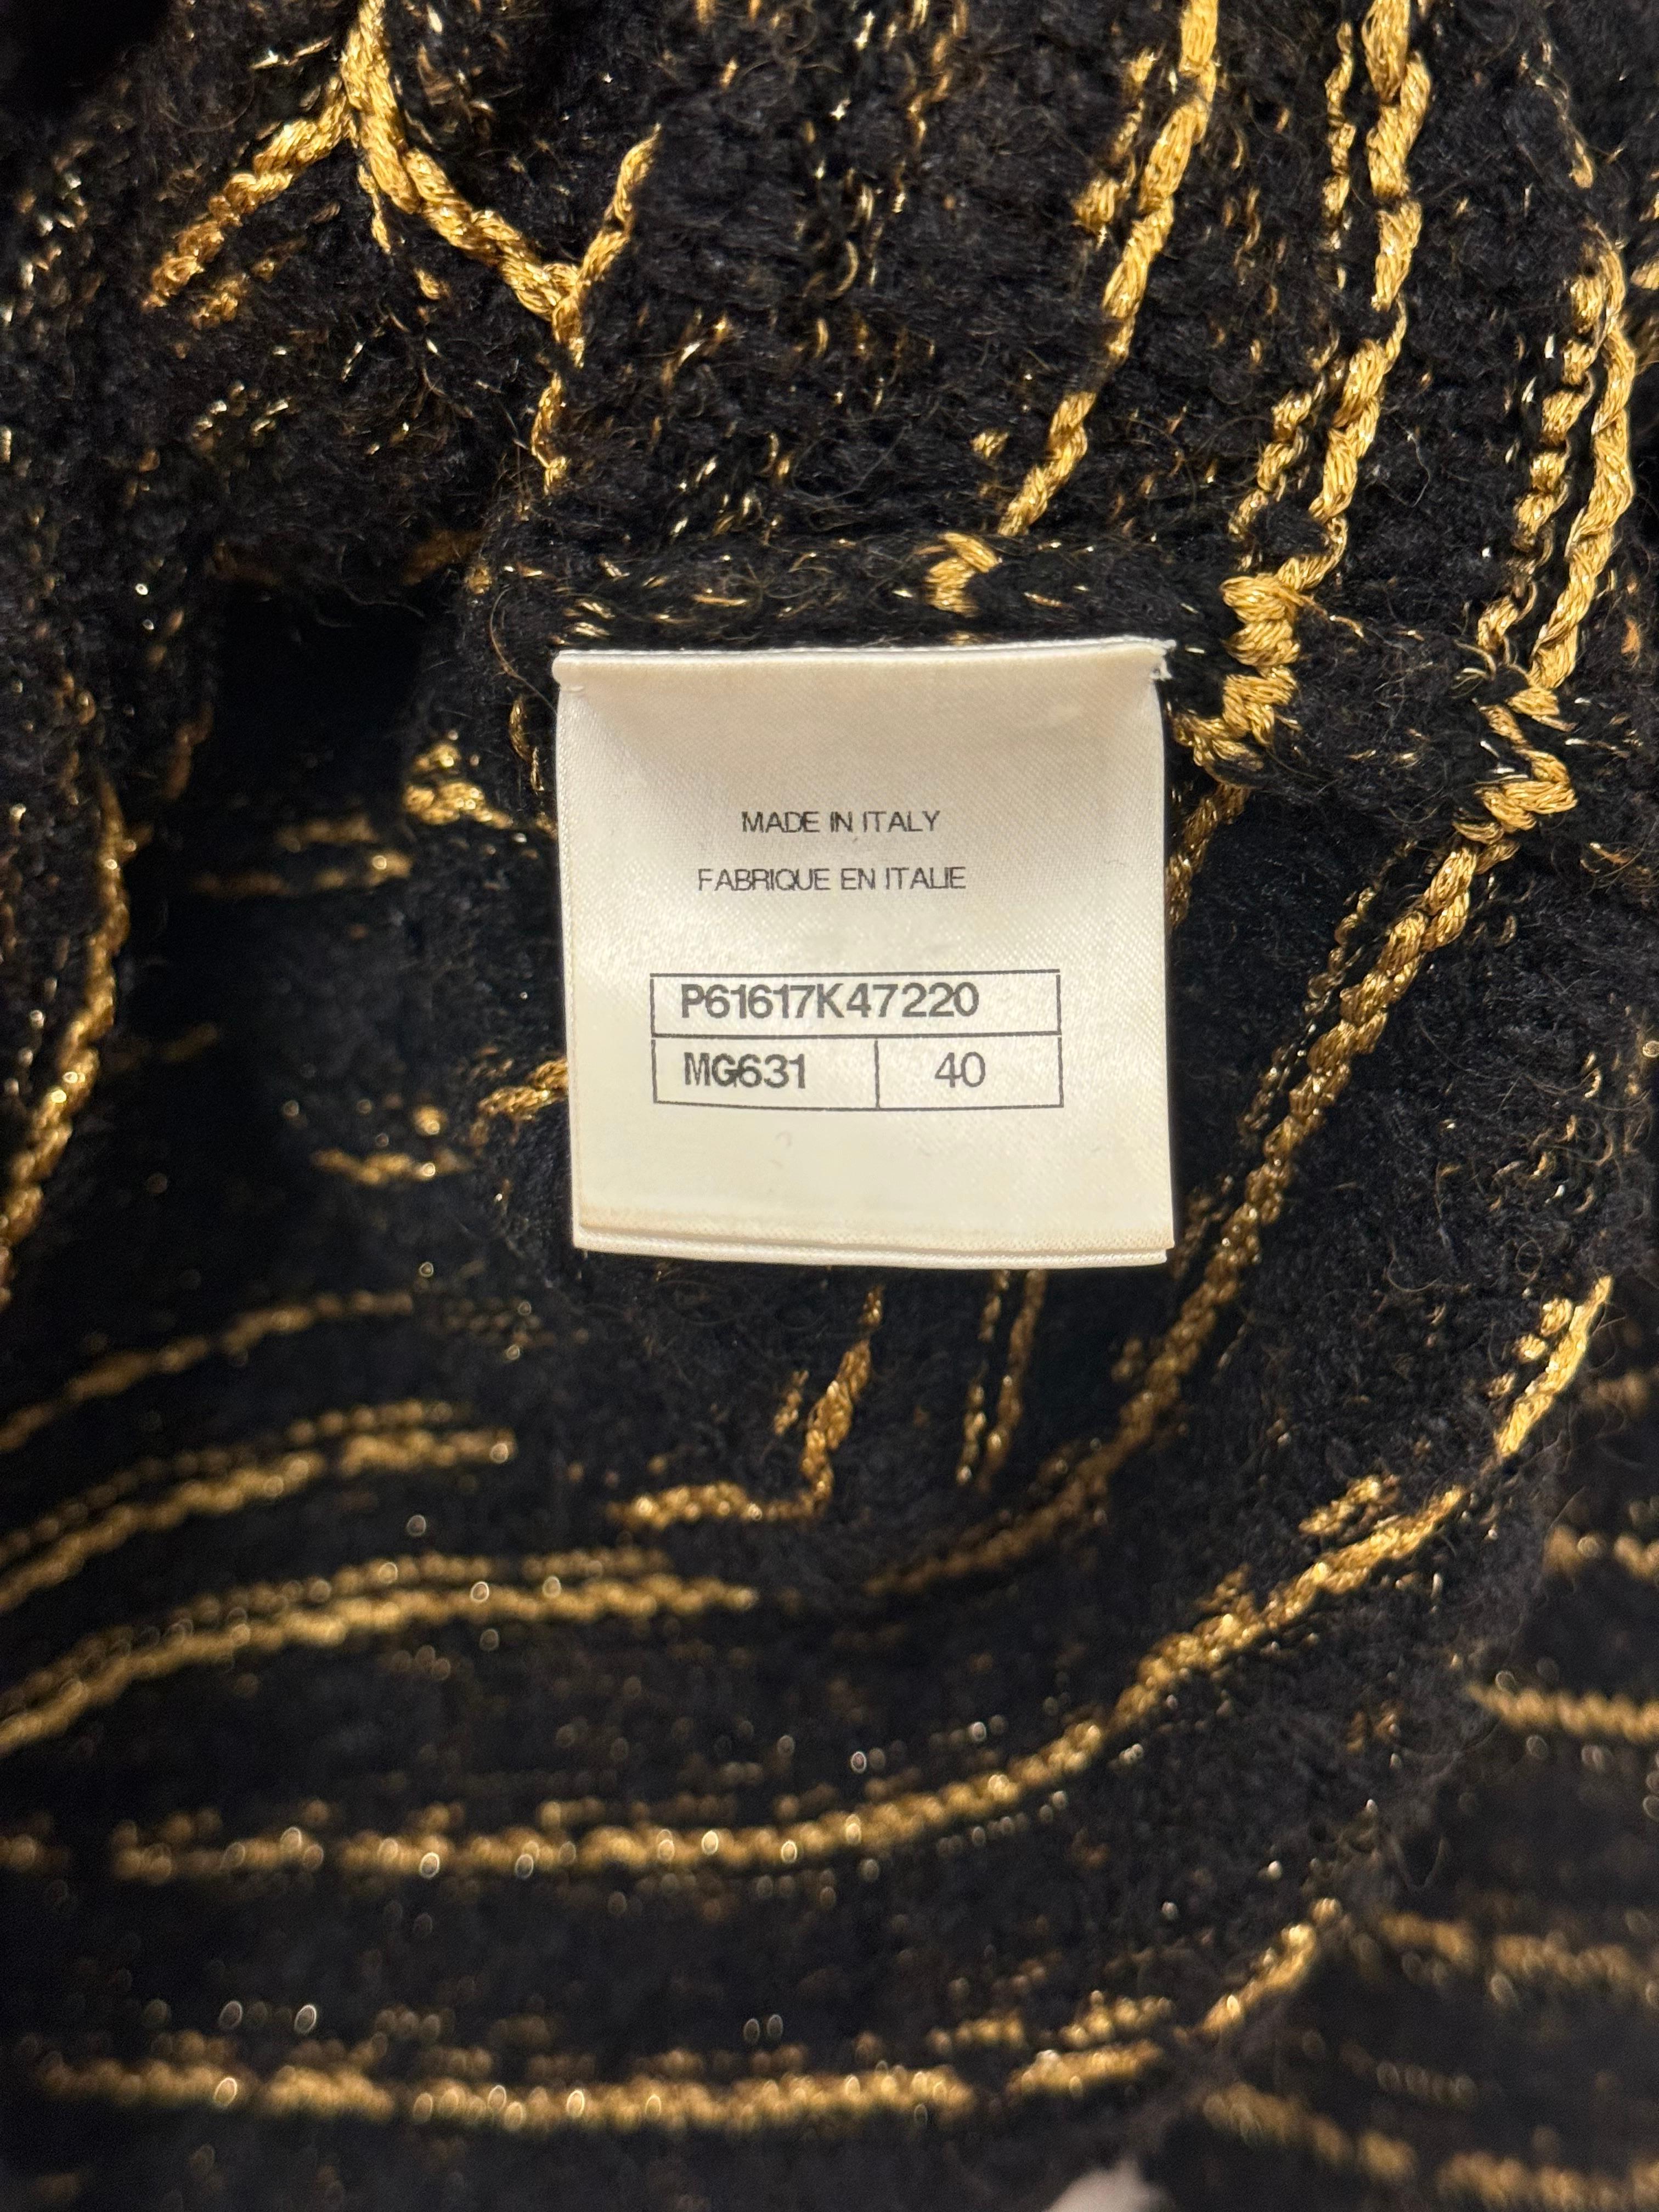 MADE IN ITALY
FABRIQUE EN ITALIE
P61617K47220
MG631 40